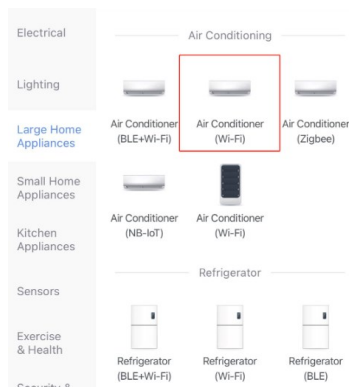 Electrical
Lighting
Large Home
Appliances
Small Home
Appliances
Kitchen
Appliances
Sensors
Exercise
& Health
Security &
Air Conditioning
Air Conditioner
(BLE+Wi-Fi)
Air Conditioner
(Wi-Fi)
Air Conditioner
(Zigbee)
Air Conditioner
(NB-IoT)
Air Conditioner
(Wi-Fi)
Refrigerator
Refrigerator
(BLE+Wi-Fi)
Refrigerator
(Wi-Fi)
Refrigerator
(BLE)